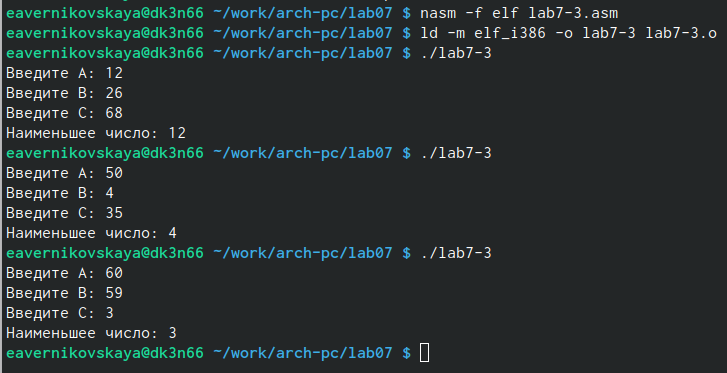 eavernikovskaya@dk3n66 ~/work/arch-pc/lab07 $ nasm -f elf lab7-3.asm
eavernikovskaya@dk3n66 ~/work/arch-pc/lab07 $ ld -m elf_i386 -o lab7-3 lab7-3.o
eavernikovskaya@dk3n66 ~/work/arch-pc/lab07 $ ./lab7-3
Введите A: 12
Введите B: 26
Введите C: 68
Наименьшее число: 12
eavernikovskaya@dk3n66 ~/work/arch-pc/lab07 $ ./lab7-3
Введите A: 50
Введите B: 4
Введите C: 35
Наименьшее число: 4
eavernikovskaya@dk3n66 ~/work/arch-pc/lab07 $ ./lab7-3
Введите A: 60
Введите B: 59
Введите C: 3
Наименьшее число: 3
eavernikovskaya@dk3n66 ~/work/arch-pc/lab07 $